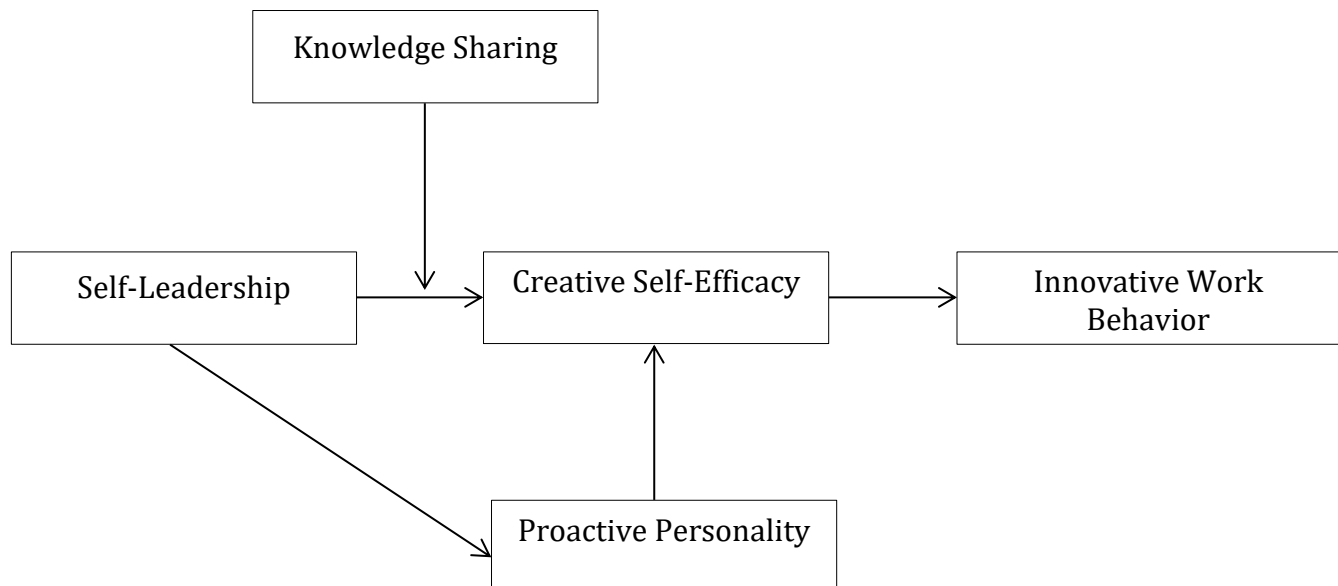 Knowledge Sharing
Self-Leadership
Creative Self-Efficacy
Innovative Work
Behavior
Proactive Personality